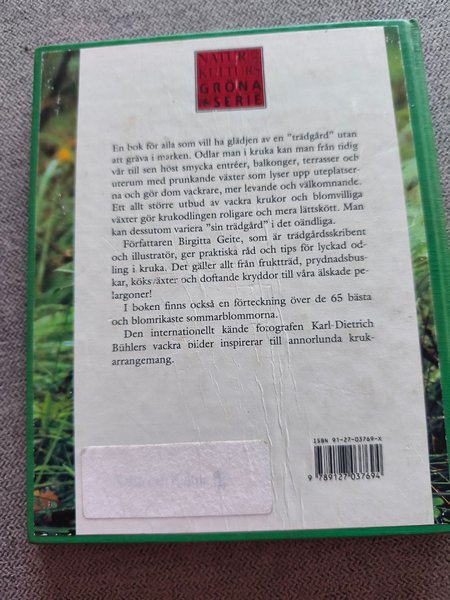 NATUR &
KULTURS
GRÖNA
SERIE
En bok för alla som vill ha glädjen av en "trädgård" utan
att gräva i marken. Odlar man i kruka kan man från tidig
vår till sen höst smycka entréer, balkonger, terrasser och
uterum med prunkande växter som lyser upp uteplatser-
na och gör dom vackrare, mer levande och välkomnande.
Ett allt större utbud av vackra krukor och blomvilliga
växter gör krukodlingen roligare och mera lättskött. Man
kan dessutom variera "sin trädgård" i det oändliga.
Författaren Birgitta Geite, som är trädgårdsskribent
och illustratör, ger praktiska råd och tips för lyckad od-
ling i kruka. Det gäller allt från fruktträd, prydnadsbus-
kar, köksväxter och doftande kryddor till våra älskade pe-
largoner!
I boken finns också en förteckning över de 65 bästa
och blomrikaste sommarblommorna.
Den internationellt kände fotografen Karl-Dietrich
Bühlers vackra bilder inspirerar till annorlunda kruk-
arrangemang.
ISBN 91-27-03769-X
9 789127 037694